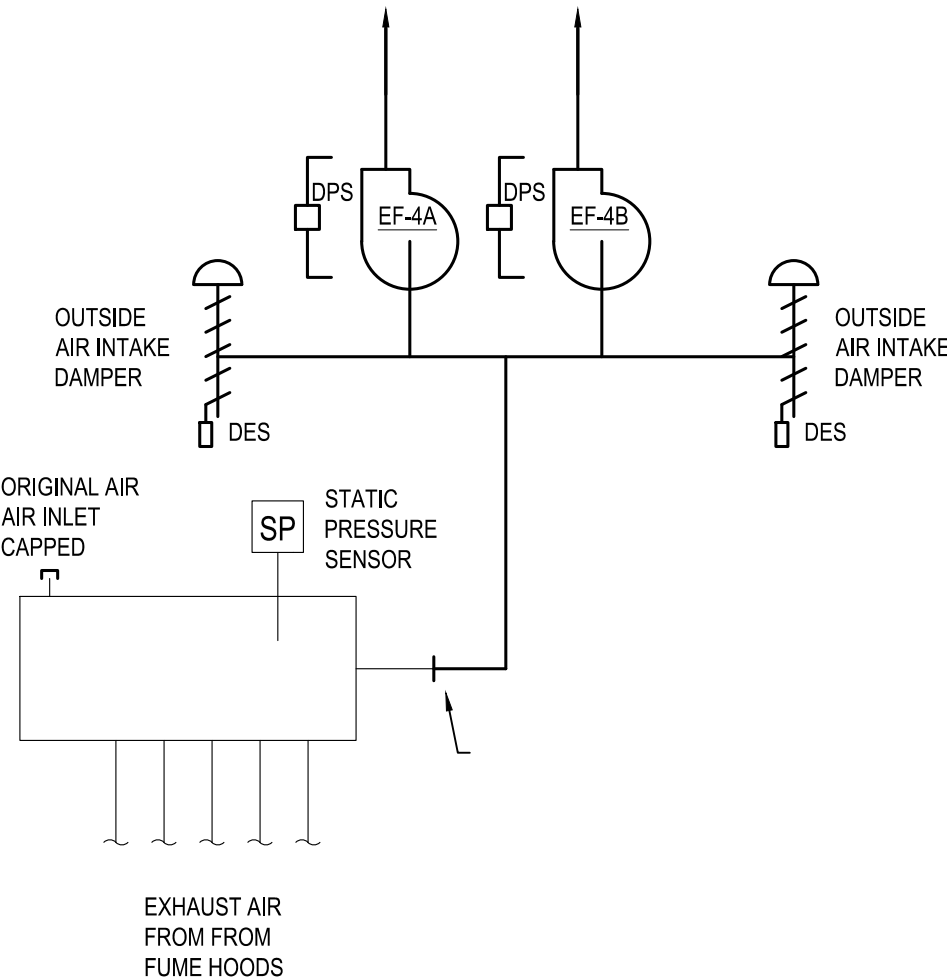 DPS
EF-4A
DPS
EF-4B
OUTSIDE
AIR INTAKE
DAMPER
OUTSIDE
AIR INTAKE
DAMPER
DES
DES
ORIGINAL AIR
AIR INLET
CAPPED
SP
STATIC
PRESSURE
SENSOR
EXHAUST AIR
FROM FROM
FUME HOODS